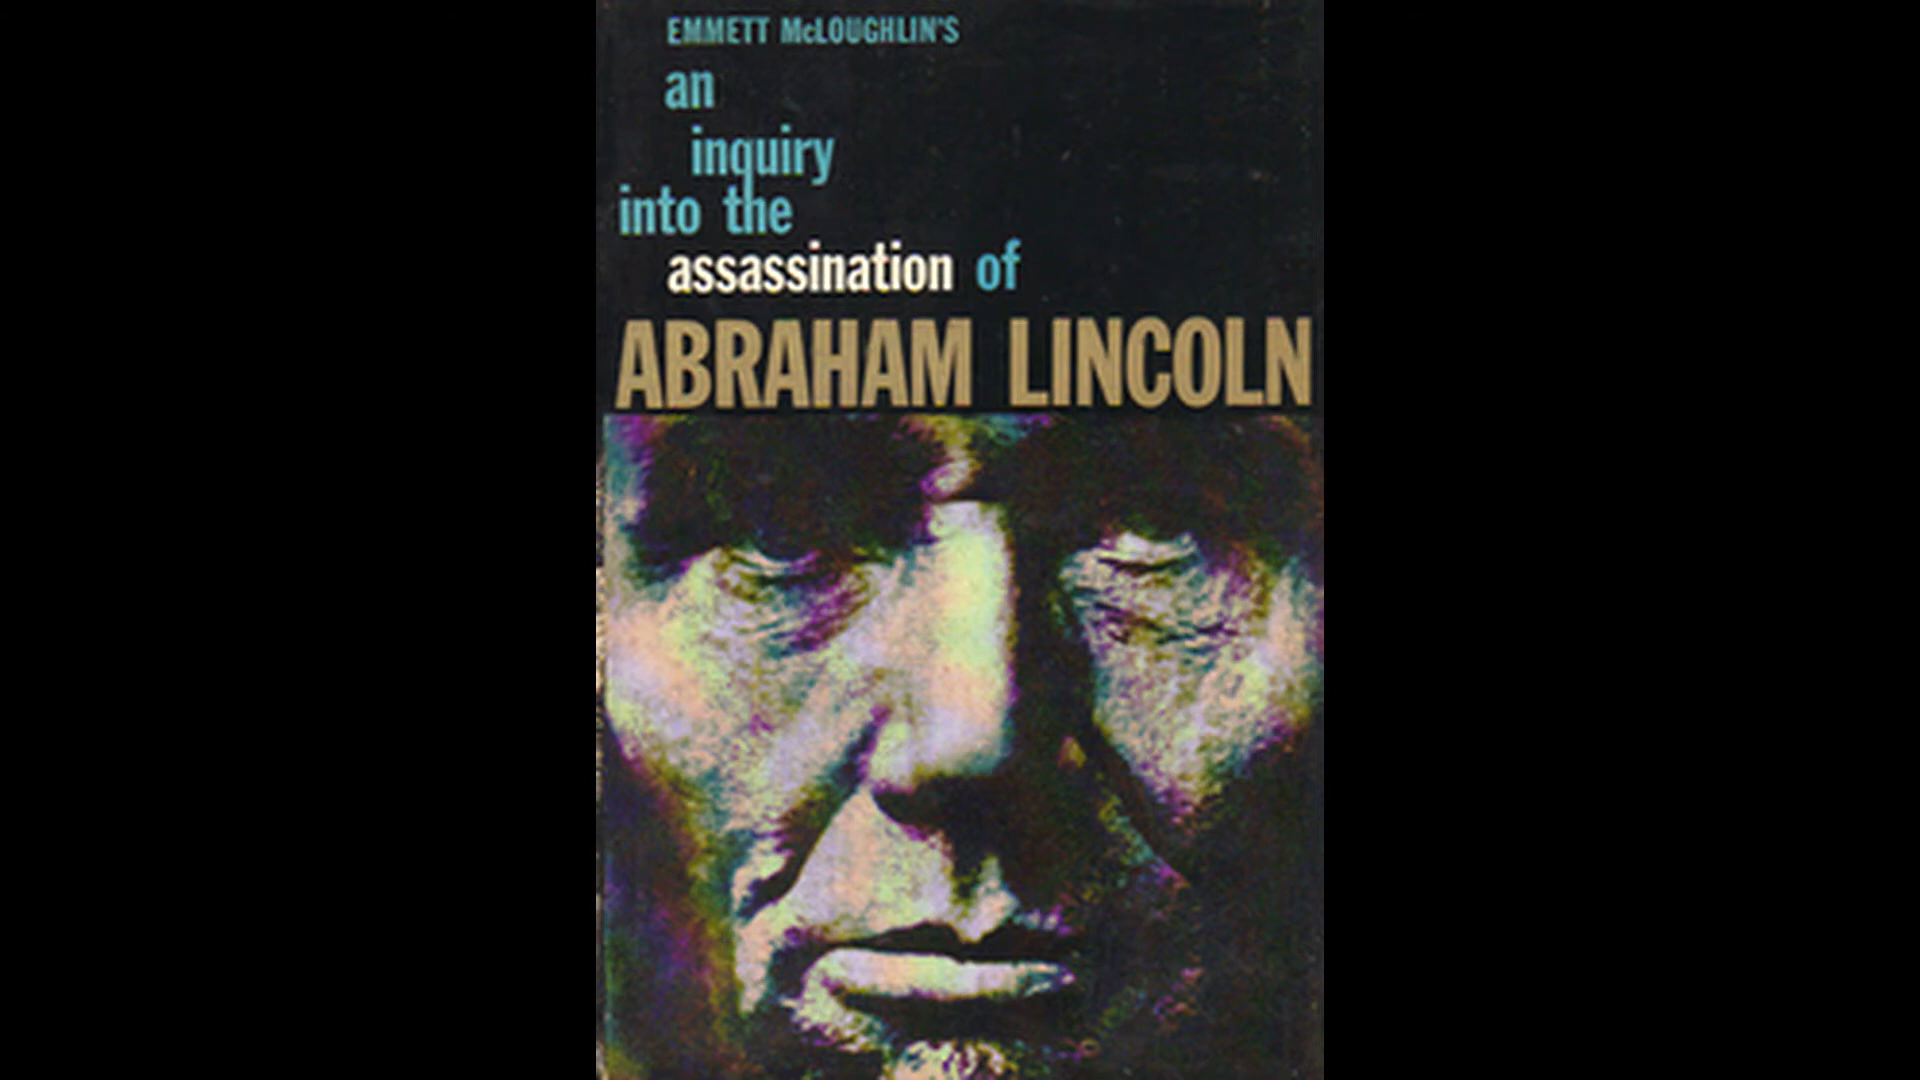 EMMETT McLOUGHLIN'S
an
inquiry
into the
assassination of
ABRAHAM LINCOLN